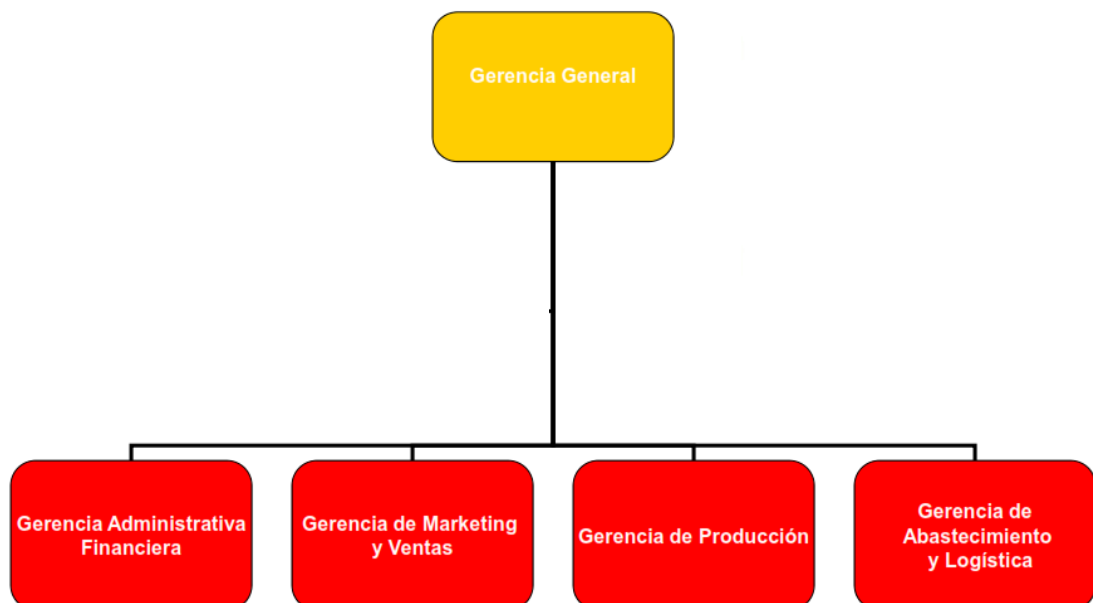 Gerencia General
Gerencia Administrativa
Financiera
Gerencia de Marketing
y Ventas
Gerencia de Producción
Gerencia de
Abastecimiento
y Logística